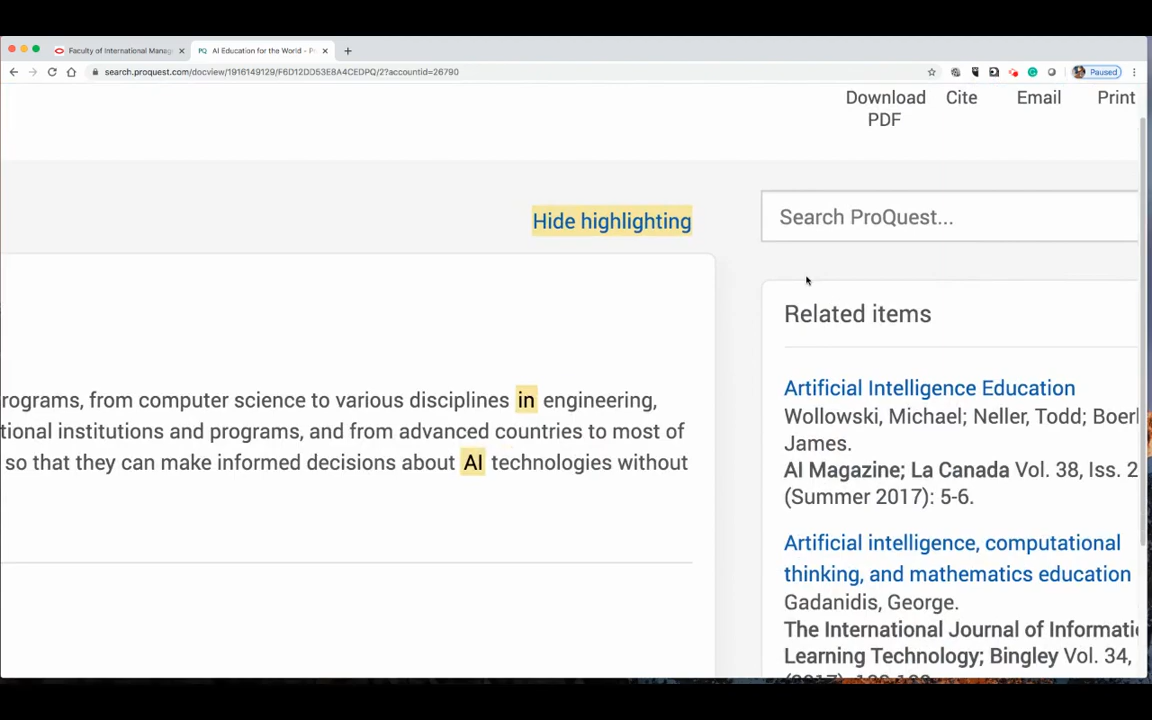 Faculty of International Manag
AI Education for the World - Pr
search.proquest.com/docview/1916149129/F6D12DD53E8A4CEDPQ/2?accountid=26790
Paused
Download PDF
Cite
Email
Print
Hide highlighting
Search ProQuest...
rograms, from computer science to various disciplines in engineering,
tional institutions and programs, and from advanced countries to most of
so that they can make informed decisions about AI technologies without
Related items
Artificial Intelligence Education
Wollowski, Michael; Neller, Todd; Boerl
James.
AI Magazine; La Canada Vol. 38, Iss. 2
(Summer 2017): 5-6.
Artificial intelligence, computational
thinking, and mathematics education
Gadanidis, George.
The International Journal of Informatio
Learning Technology; Bingley Vol. 34,